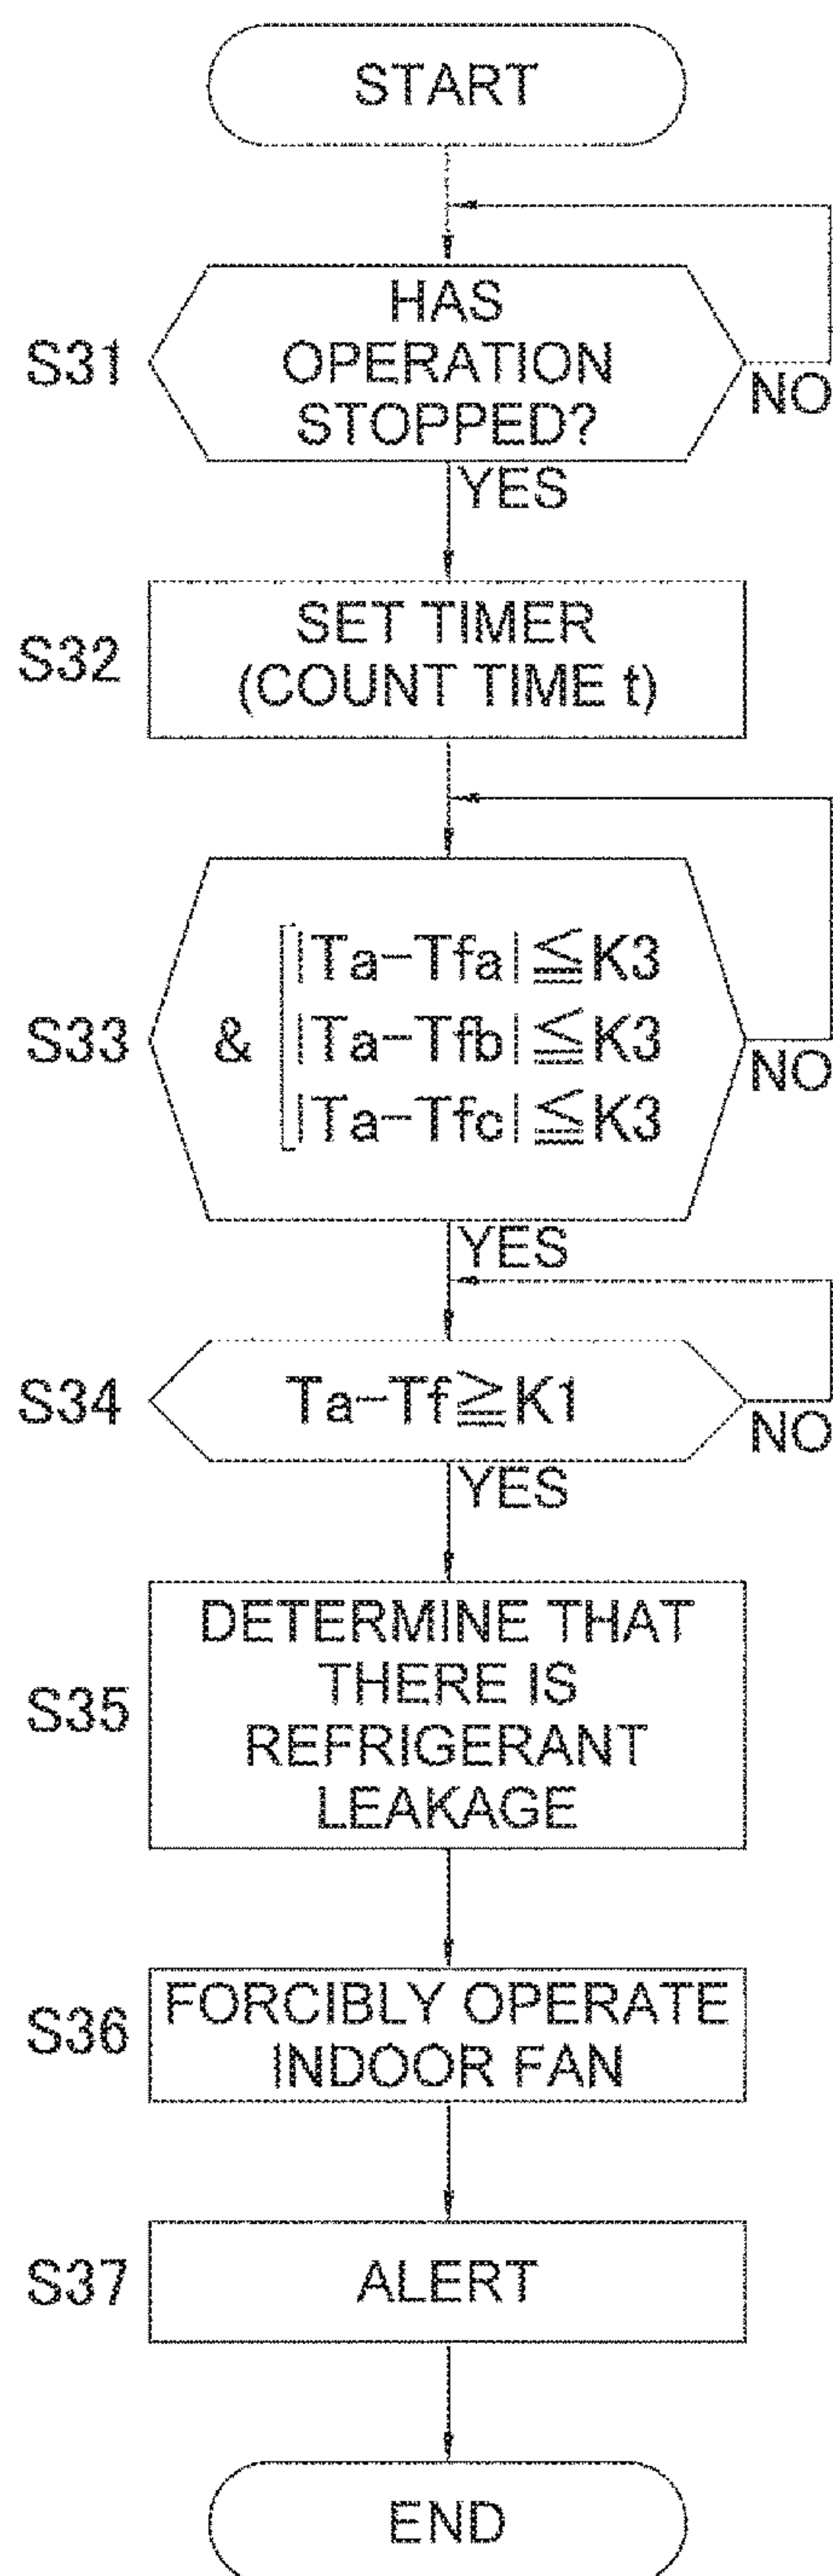 START
S31
HAS
OPERATION
STOPPED?
NO
YES
S32
SET TIMER
(COUNT TIME t)
S33
|Ta−Tfa|≦K3
& |Ta−Tfb|≦K3
|Ta−Tfc|≦K3
NO
YES
S34
Ta−Tf≧K1
NO
YES
S35
DETERMINE THAT
THERE IS
REFRIGERANT
LEAKAGE
S36
FORCIBLY OPERATE
INDOOR FAN
S37
ALERT
END